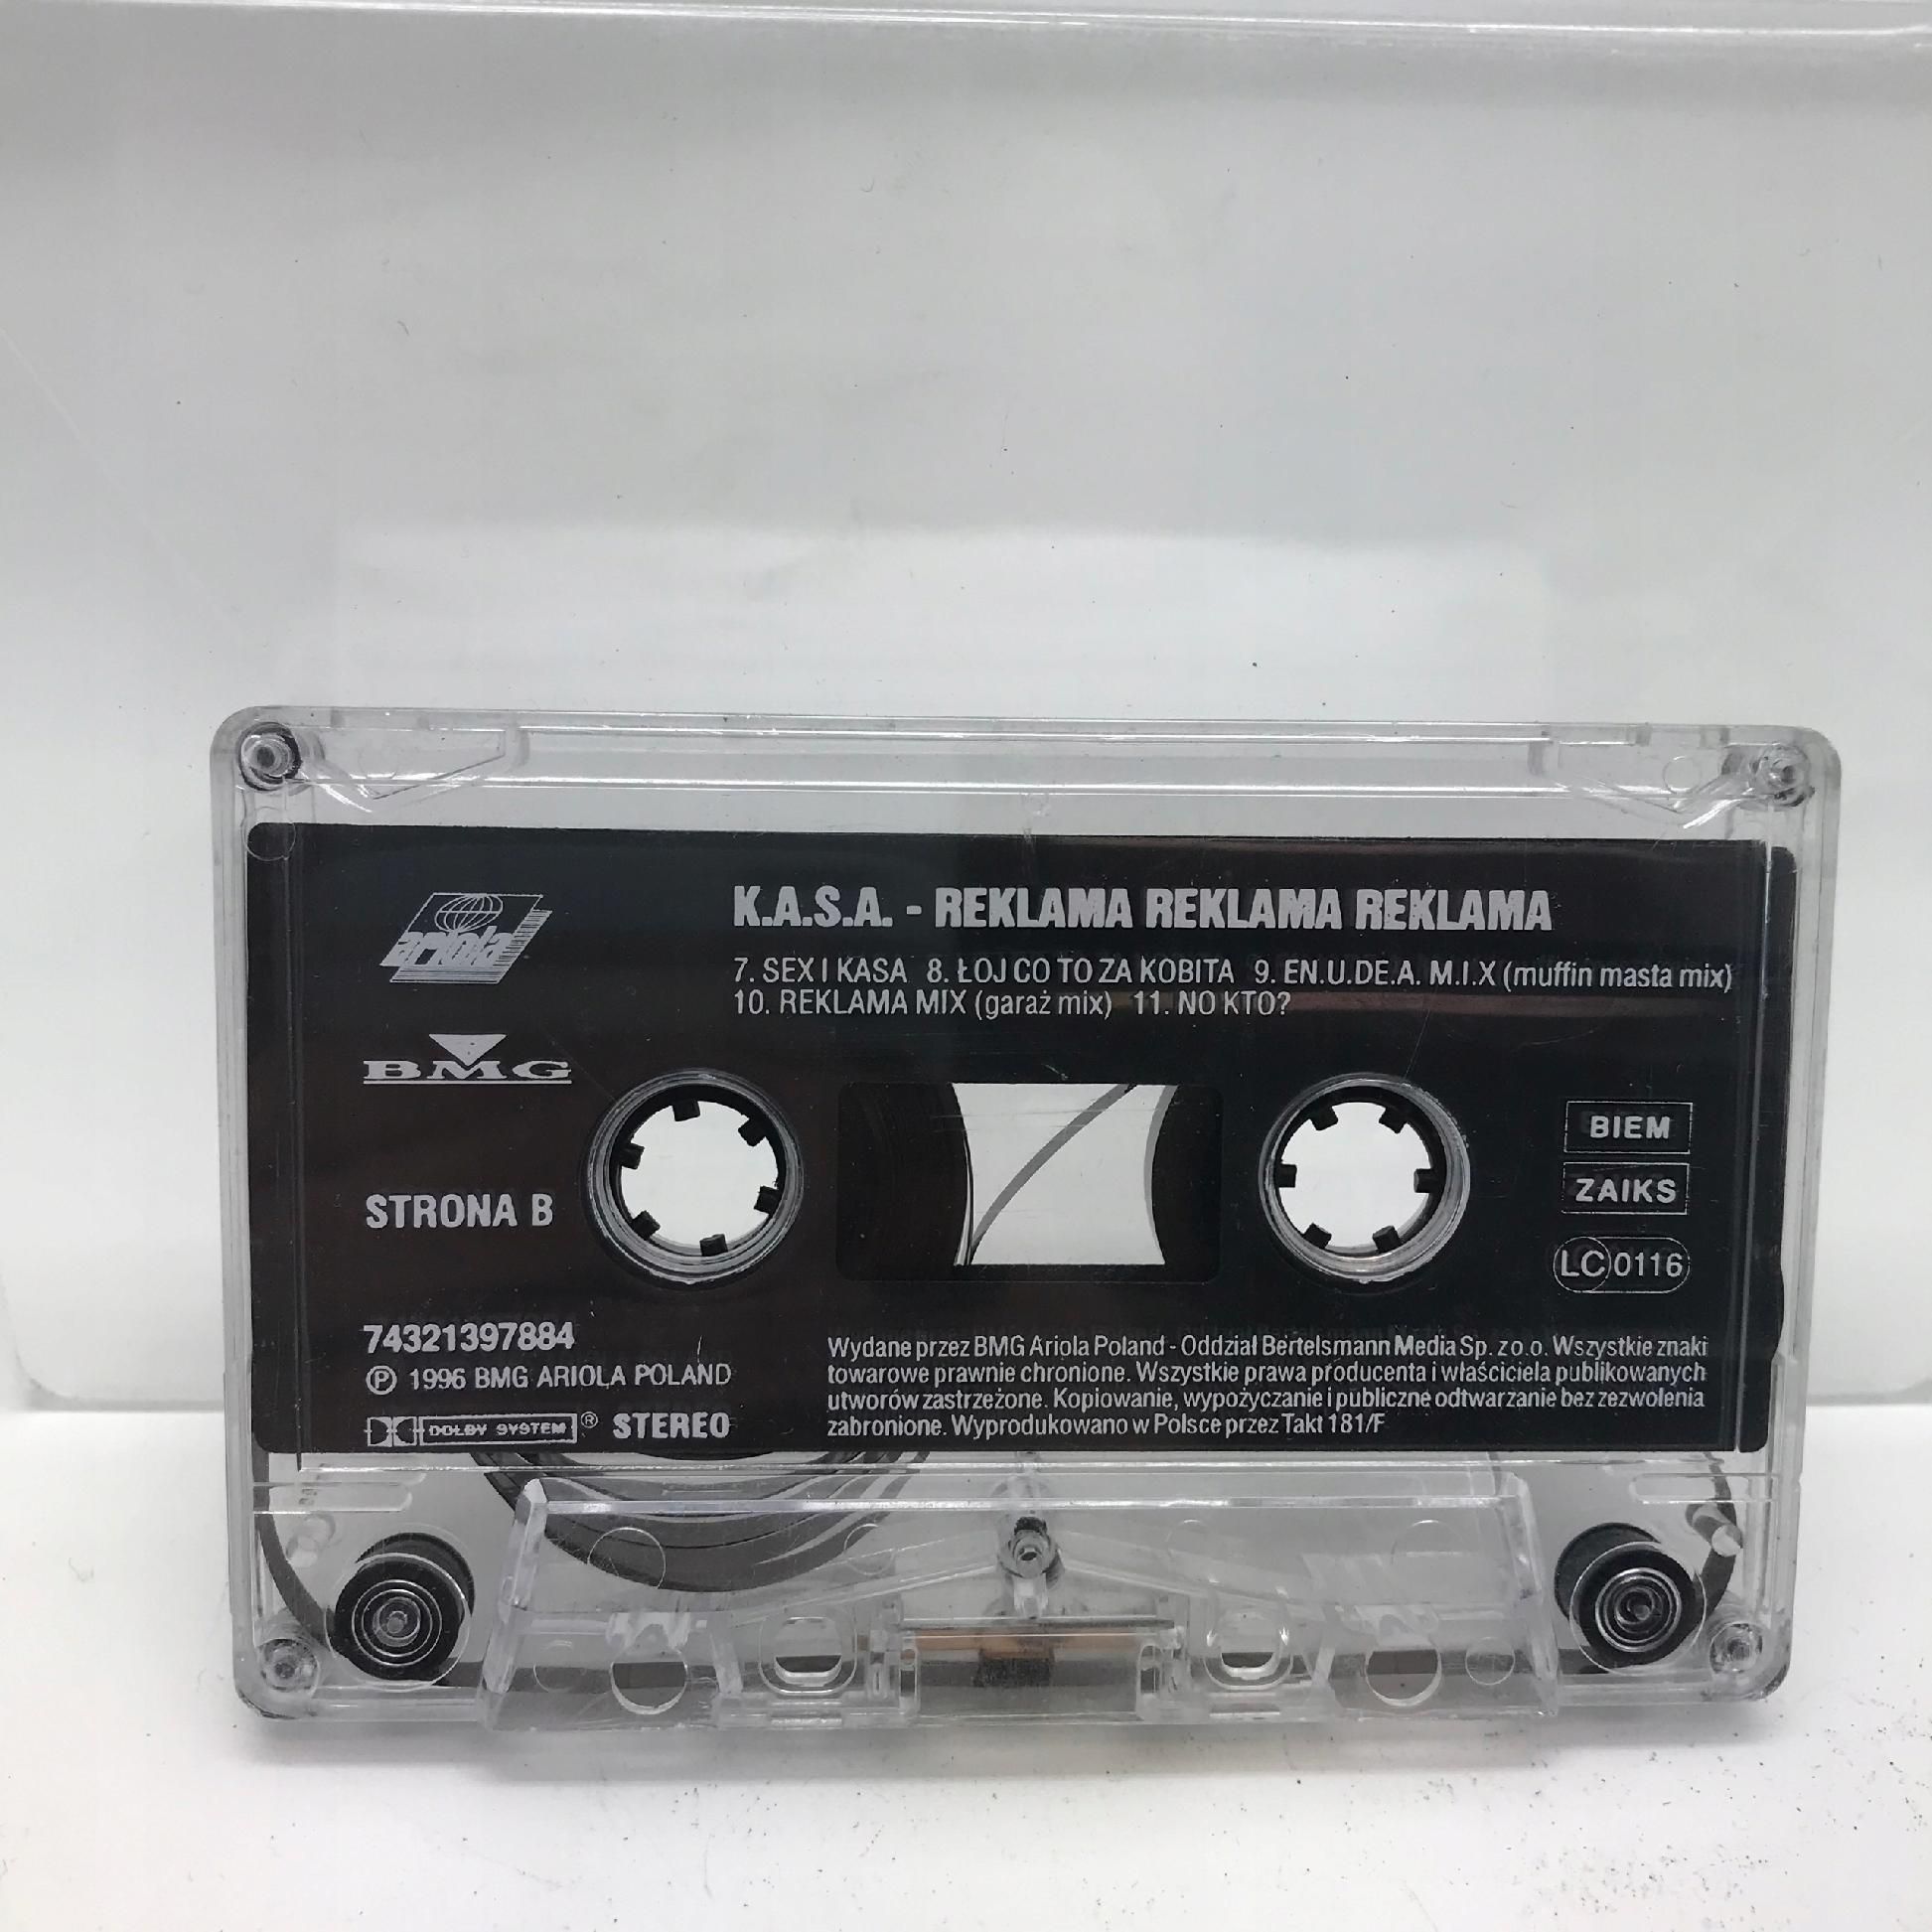 K.A.S.A. - REKLAMA REKLAMA REKLAMA
7. SEX I KASA 8. ŁOJ CO TO ZA KOBITA 9. EN.U.DE.A. M.I.X (muffin masta mix)
10. REKLAMA MIX (garaż mix) 11. NO KTO?
ariola
BMG
STRONA B
BIEM
ZAIKS
LC 0116
74321397884
Ⓟ 1996 BMG ARIOLA POLAND
DOLBY SYSTEM ® STEREO
Wydane przez BMG Ariola Poland - Oddział Bertelsmann Media Sp. z o.o. Wszystkie znaki
towarowe prawnie chronione. Wszystkie prawa producenta i właściciela publikowanych
utworów zastrzeżone. Kopiowanie, wypożyczanie i publiczne odtwarzanie bez zezwolenia
zabronione. Wyprodukowano w Polsce przez Takt 181/F